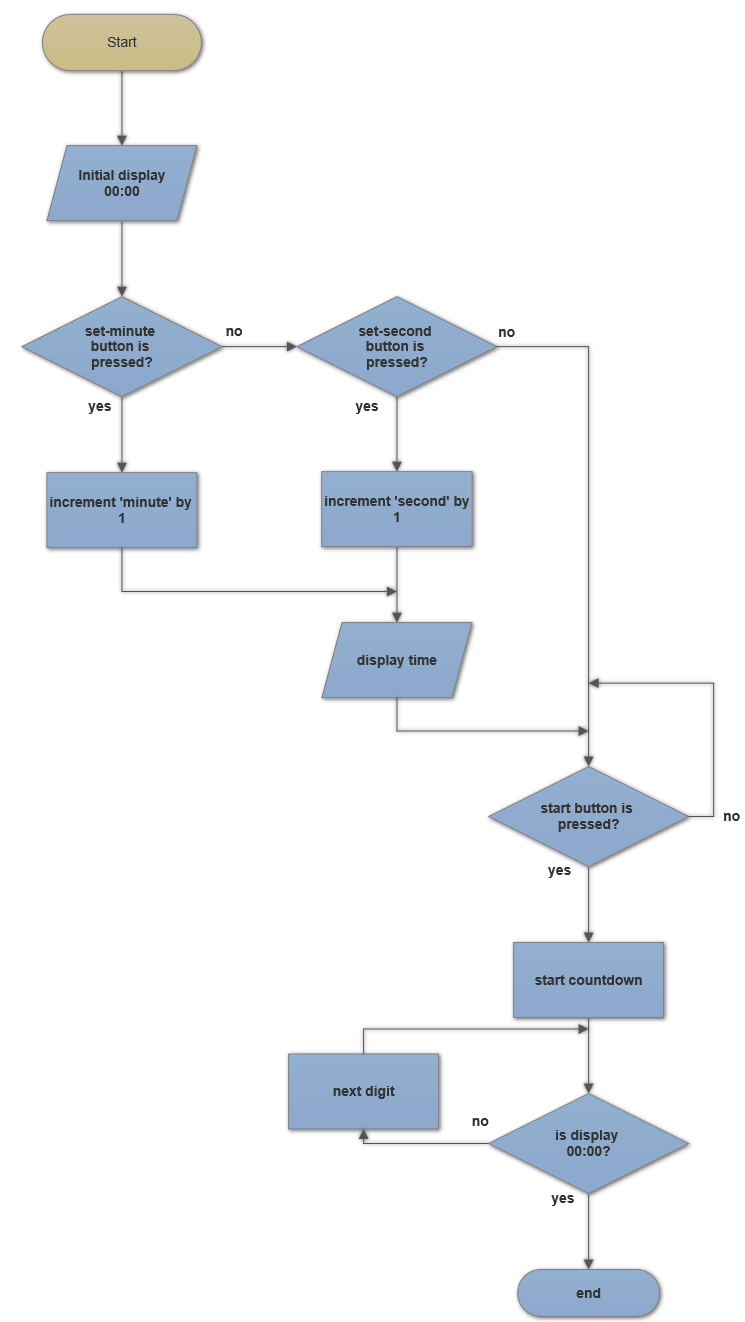 Start
Initial display
00:00
set-minute
button is
pressed?
no
set-second
button is
pressed?
no
yes
yes
increment 'minute' by
1
increment 'second' by
1
display time
start button is
pressed?
no
yes
start countdown
next digit
no
is display
00:00?
yes
end